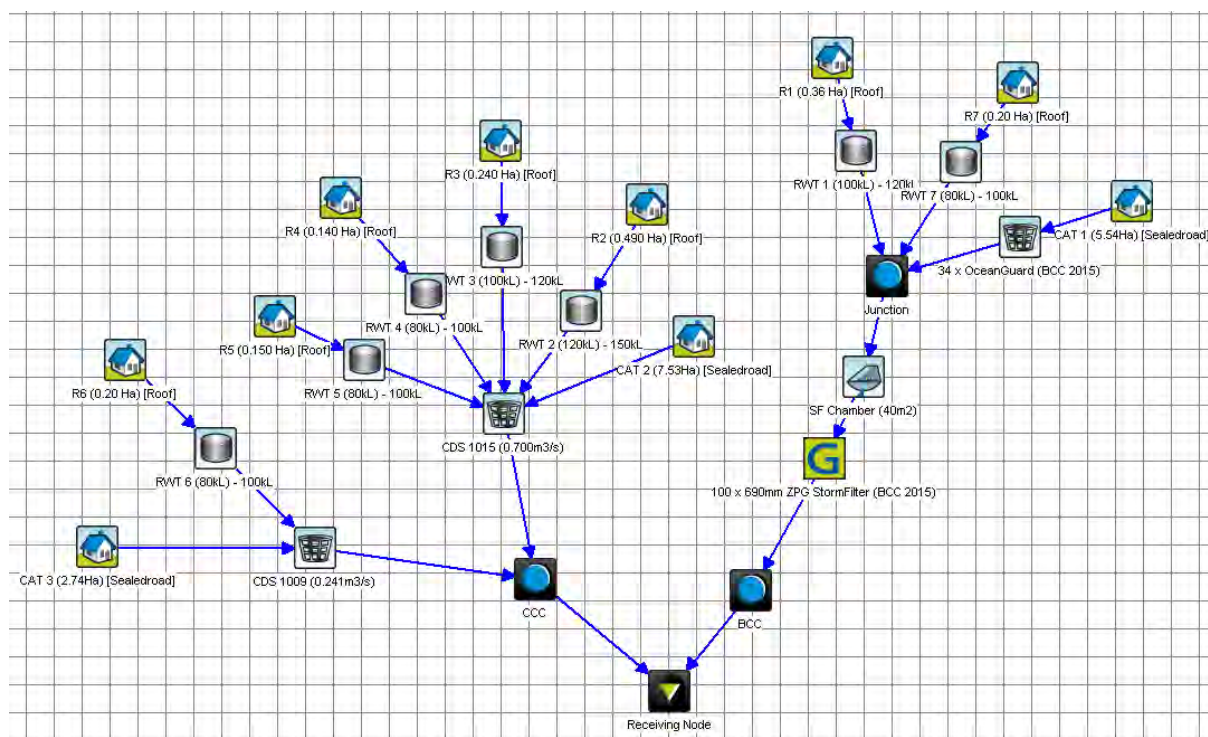 R1 (0.36 Ha) [Roof]
R7 (0.20 Ha) [Roof]
R3 (0.240 Ha) [Roof]
RWT 1 (100kL) - 120kL
RWT 7 (80kL) - 100kL
R4 (0.140 Ha) [Roof]
R2 (0.490 Ha) [Roof]
CAT 1 (5.54Ha) [Sealedroad]
34 x OceanGuard (BCC 2015)
WT 3 (100kL) - 120kL
Junction
RWT 4 (80kL) - 100kL
RWT 2 (120kL) - 150kL
R5 (0.150 Ha) [Roof]
CAT 2 (7.53Ha) [Sealedroad]
R6 (0.20 Ha) [Roof]
RWT 5 (80kL) - 100kL
SF Chamber (40m2)
CDS 1015 (0.700m3/s)
RWT 6 (80kL) - 100kL
G
100 x 690mm ZPG StormFilter (BCC 2015)
CAT 3 (2.74Ha) [Sealedroad]
CDS 1009 (0.241m3/s)
CCC
BCC
Receiving Node